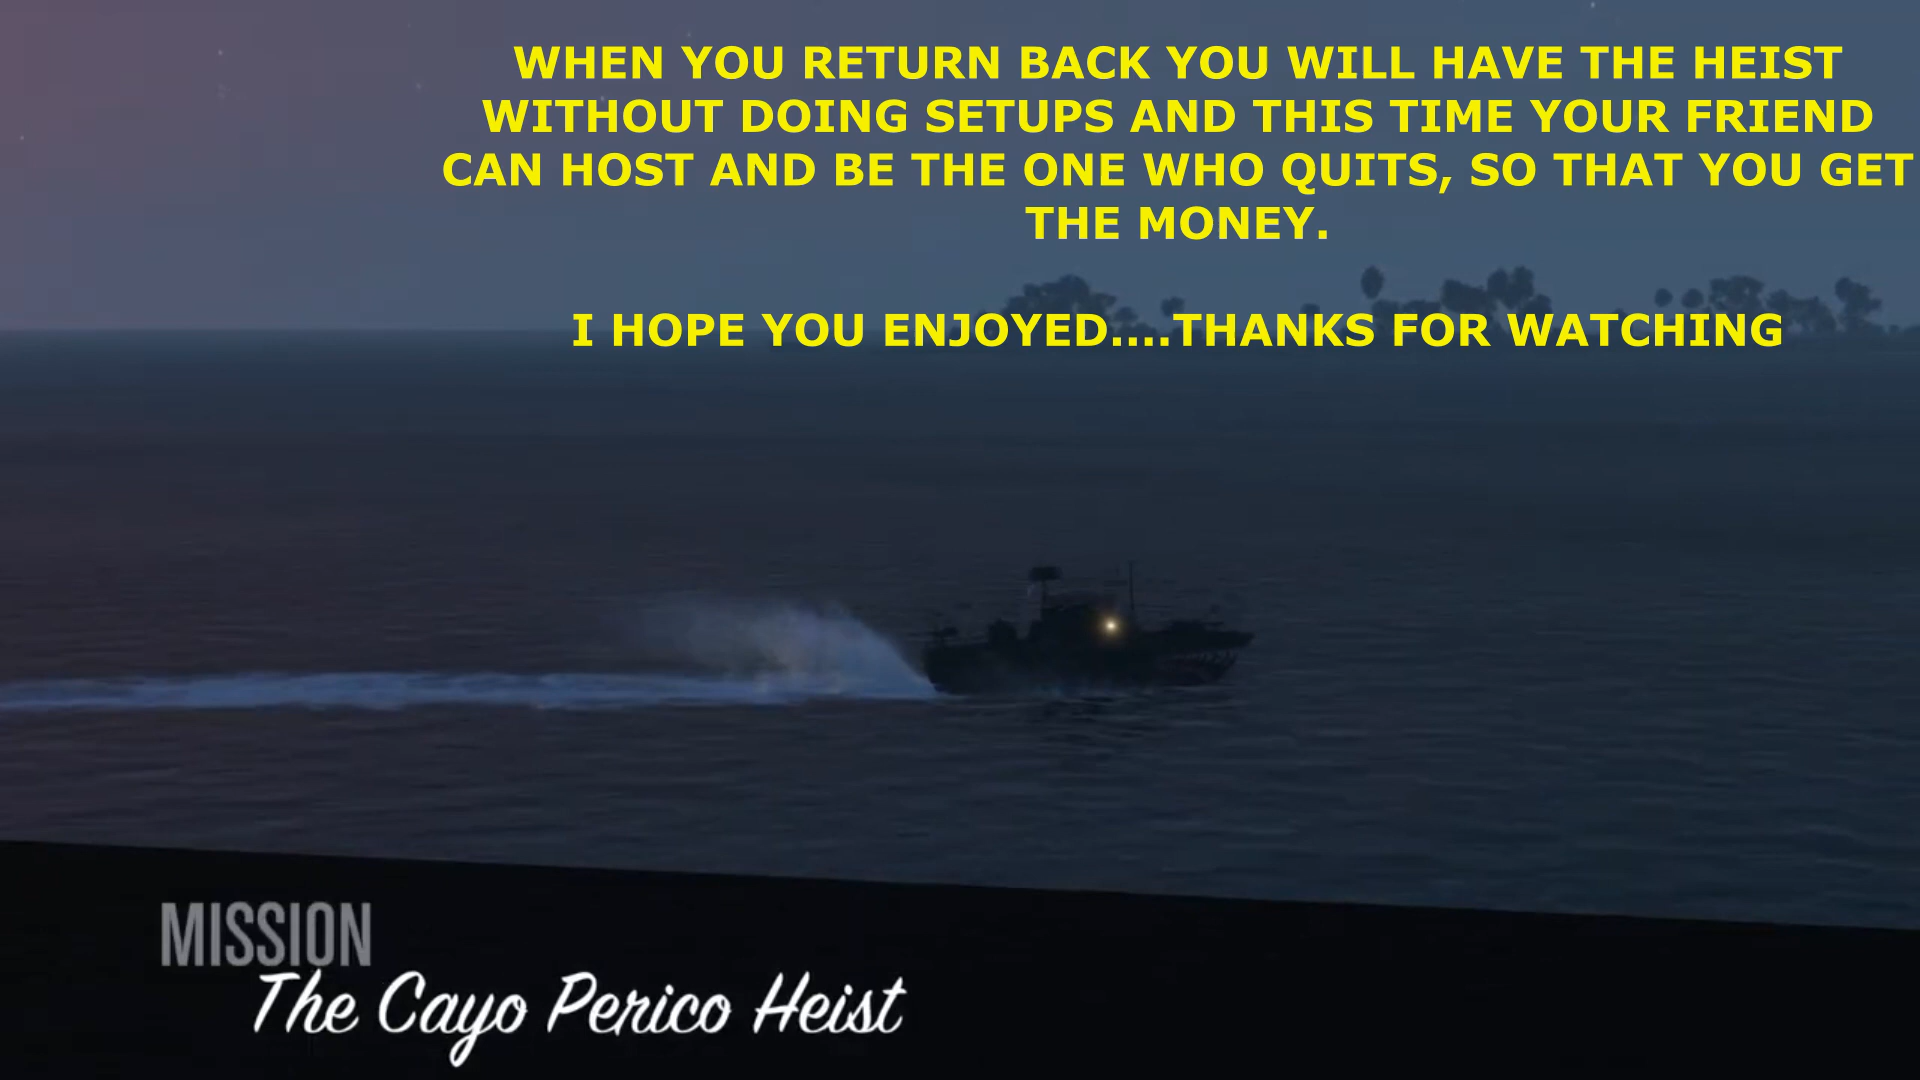 WHEN YOU RETURN BACK YOU WILL HAVE THE HEIST
WITHOUT DOING SETUPS AND THIS TIME YOUR FRIEND
CAN HOST AND BE THE ONE WHO QUITS, SO THAT YOU GET
THE MONEY.
I HOPE YOU ENJOYED....THANKS FOR WATCHING
MISSION
The Cayo Perico Heist